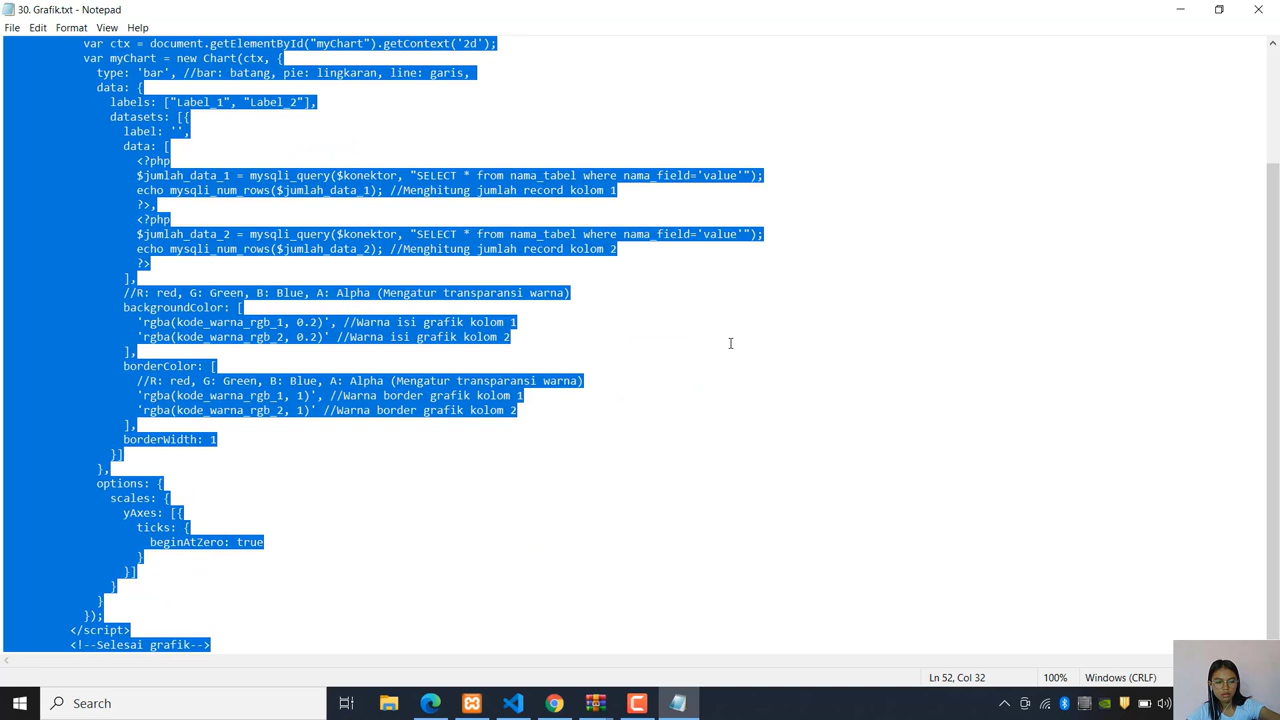 30. Grafik.txt - Notepad
File Edit Format View Help
var ctx = document.getElementById("myChart").getContext('2d');
var myChart = new Chart(ctx, {
type: 'bar', //bar: batang, pie: lingkaran, line: garis,
data: {
labels: ["Label_1", "Label_2"],
datasets: [{
label: '',
data: [
<?php
$jumlah_data_1 = mysqli_query($konektor, "SELECT * from nama_tabel where nama_field='value'");
echo mysqli_num_rows($jumlah_data_1); //Menghitung jumlah record kolom 1
?>,
<?php
$jumlah_data_2 = mysqli_query($konektor, "SELECT * from nama_tabel where nama_field='value'");
echo mysqli_num_rows($jumlah_data_2); //Menghitung jumlah record kolom 2
?>
],
//R: red, G: Green, B: Blue, A: Alpha (Mengatur transparansi warna)
backgroundColor: [
'rgba(kode_warna_rgb_1, 0.2)', //Warna isi grafik kolom 1
'rgba(kode_warna_rgb_2, 0.2)' //Warna isi grafik kolom 2
],
borderColor: [
//R: red, G: Green, B: Blue, A: Alpha (Mengatur transparansi warna)
'rgba(kode_warna_rgb_1, 1)', //Warna border grafik kolom 1
'rgba(kode_warna_rgb_2, 1)' //Warna border grafik kolom 2
],
borderWidth: 1
}]
},
options: {
scales: {
yAxes: [{
ticks: {
beginAtZero: true
}
}]
}
}
});
</script>
<!--Selesai grafik-->
Ln 52, Col 32 100% Windows (CRLF)
Search